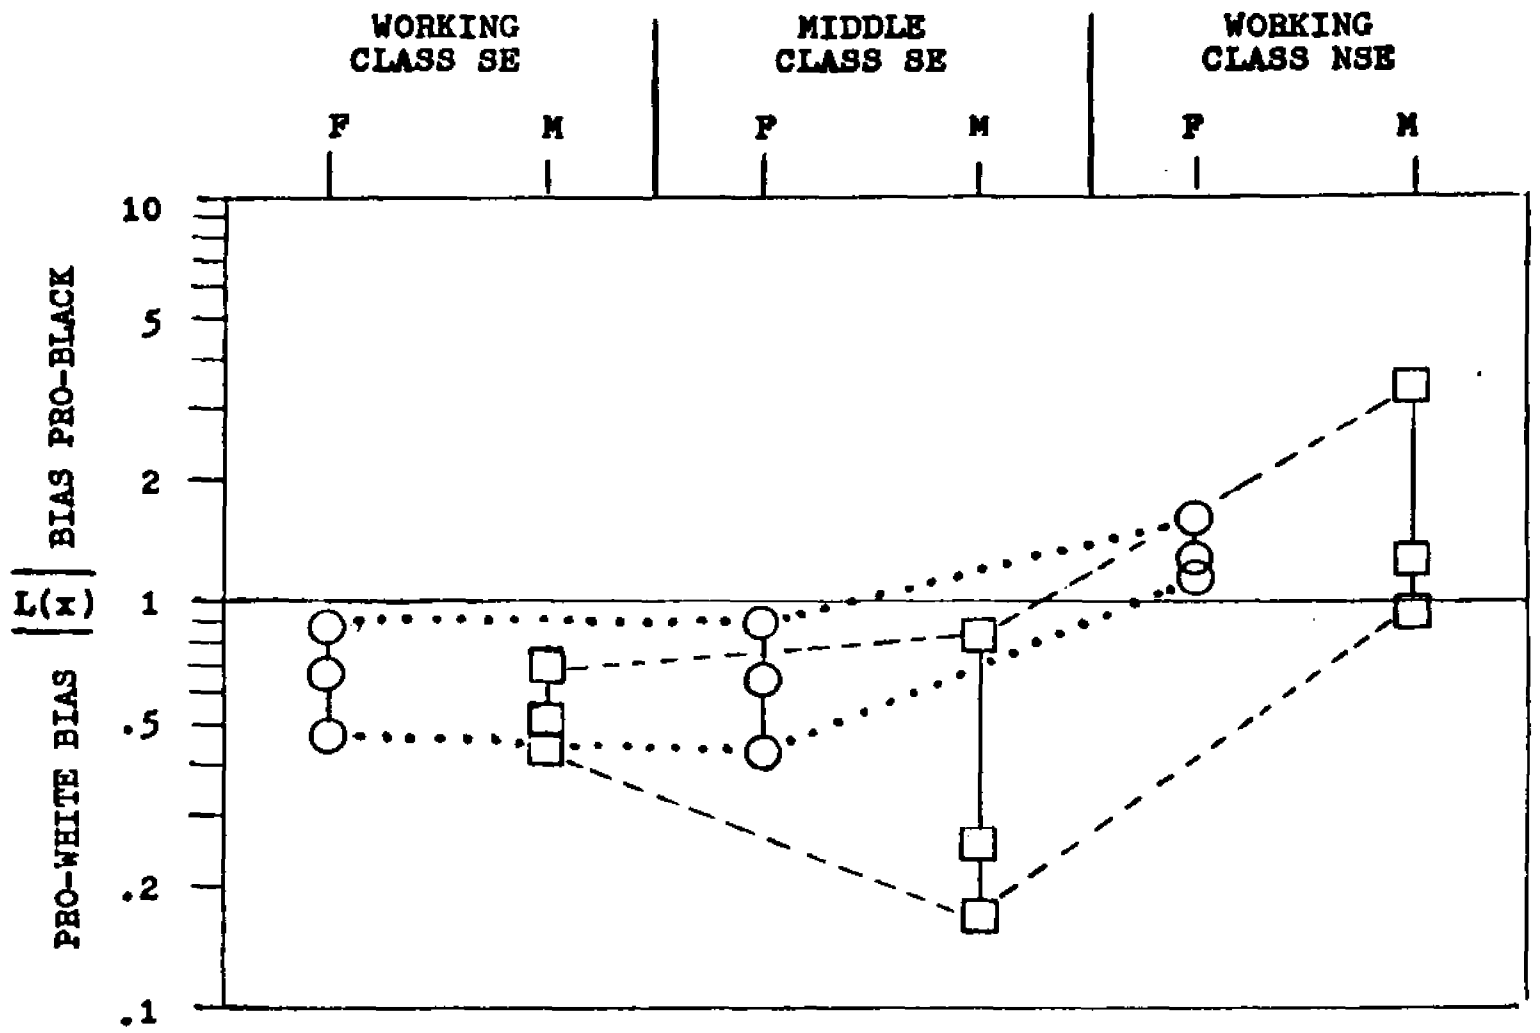 WORKING
CLASS SE
MIDDLE
CLASS SE
WORKING
CLASS NSE
F
M
F
M
F
M
10
5
2
1
.5
.2
.1
BIAS PRO-BLACK
L(x)
PRO-WHITE BIAS